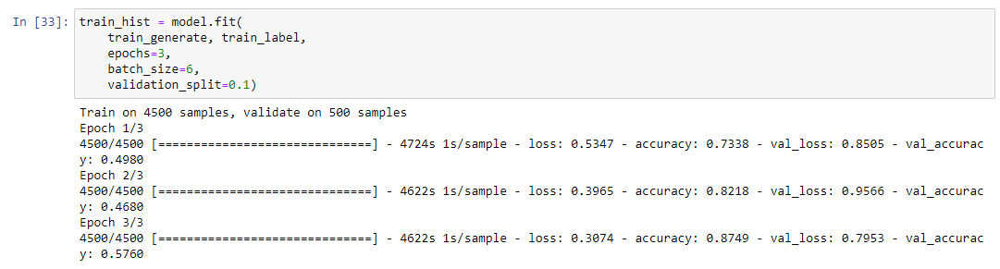 In [33]: train_hist = model.fit(
    train_generate, train_label,
    epochs=3,
    batch_size=6,
    validation_split=0.1)
Train on 4500 samples, validate on 500 samples
Epoch 1/3
4500/4500 [==============================] - 4724s 1s/sample - loss: 0.5347 - accuracy: 0.7338 - val_loss: 0.8505 - val_accurac
y: 0.4980
Epoch 2/3
4500/4500 [==============================] - 4622s 1s/sample - loss: 0.3965 - accuracy: 0.8218 - val_loss: 0.9566 - val_accurac
y: 0.4680
Epoch 3/3
4500/4500 [==============================] - 4622s 1s/sample - loss: 0.3074 - accuracy: 0.8749 - val_loss: 0.7953 - val_accurac
y: 0.5760